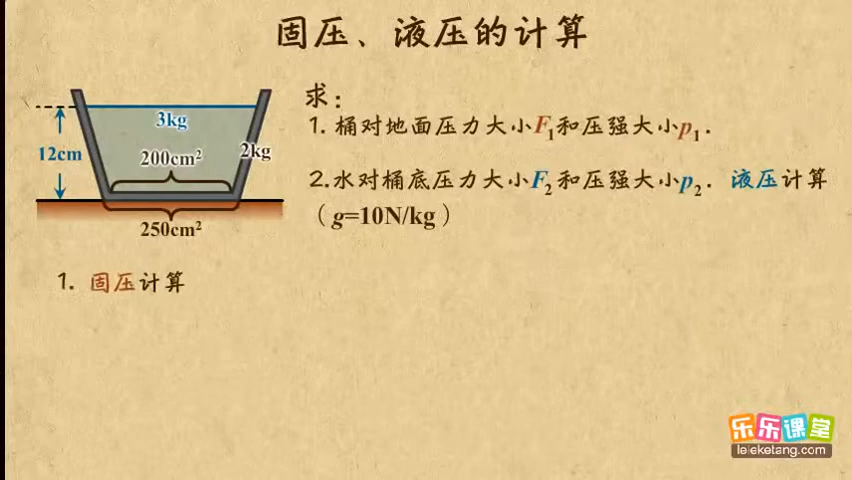 固压、液压的计算
求：
1. 桶对地面压力大小F₁和压强大小p₁.
2.水对桶底压力大小F₂和压强大小p₂. 液压计算
（g=10N/kg）
3kg
12cm
200cm²
2kg
250cm²
1. 固压计算
乐乐课堂
leleketang.com